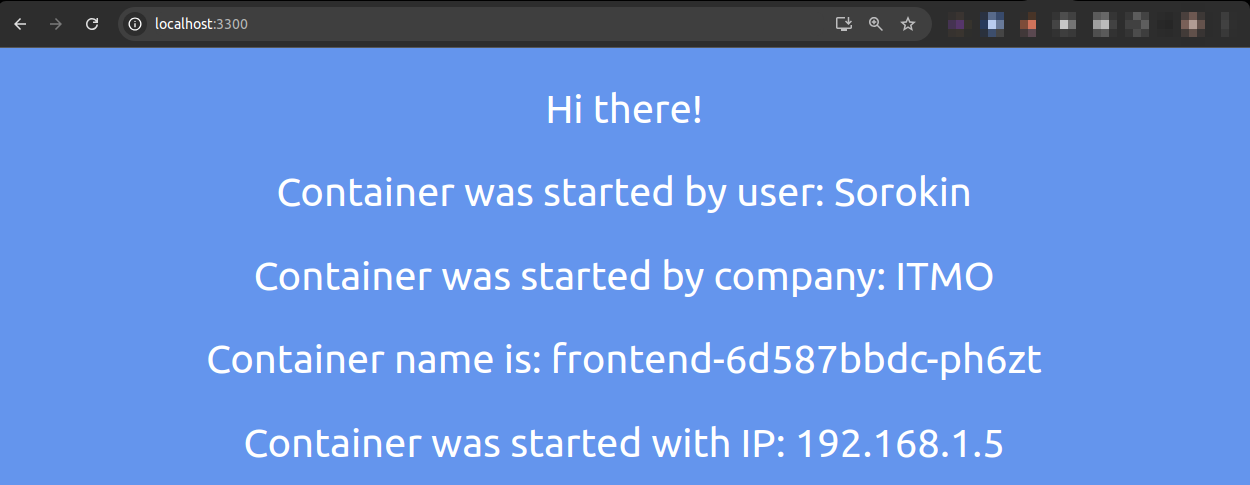 localhost:3300
Hi there!
Container was started by user: Sorokin
Container was started by company: ITMO
Container name is: frontend-6d587bbdc-ph6zt
Container was started with IP: 192.168.1.5